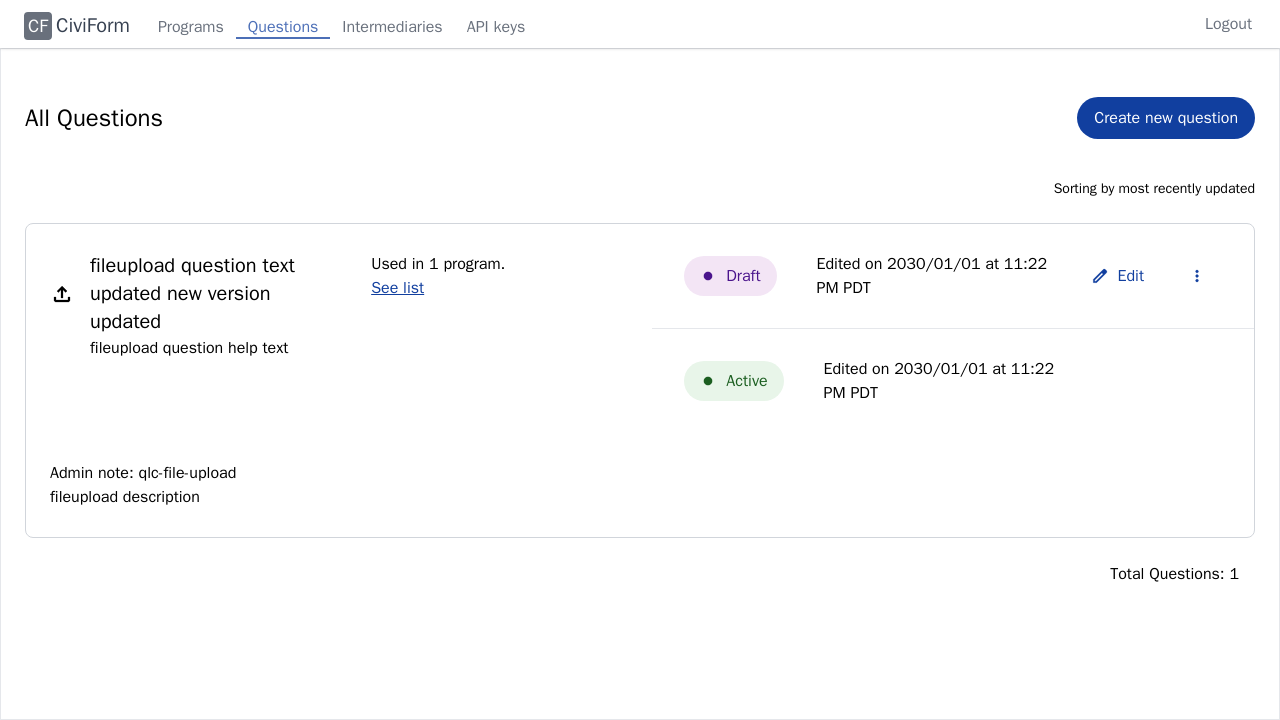 CF CiviForm Programs Questions Intermediaries API keys Logout
All Questions
Create new question
Sorting by most recently updated
fileupload question text
updated new version
updated
fileupload question help text
Used in 1 program.
See list
Draft
Edited on 2030/01/01 at 11:22
PM PDT
Edit
Active
Edited on 2030/01/01 at 11:22
PM PDT
Admin note: qlc-file-upload
fileupload description
Total Questions: 1